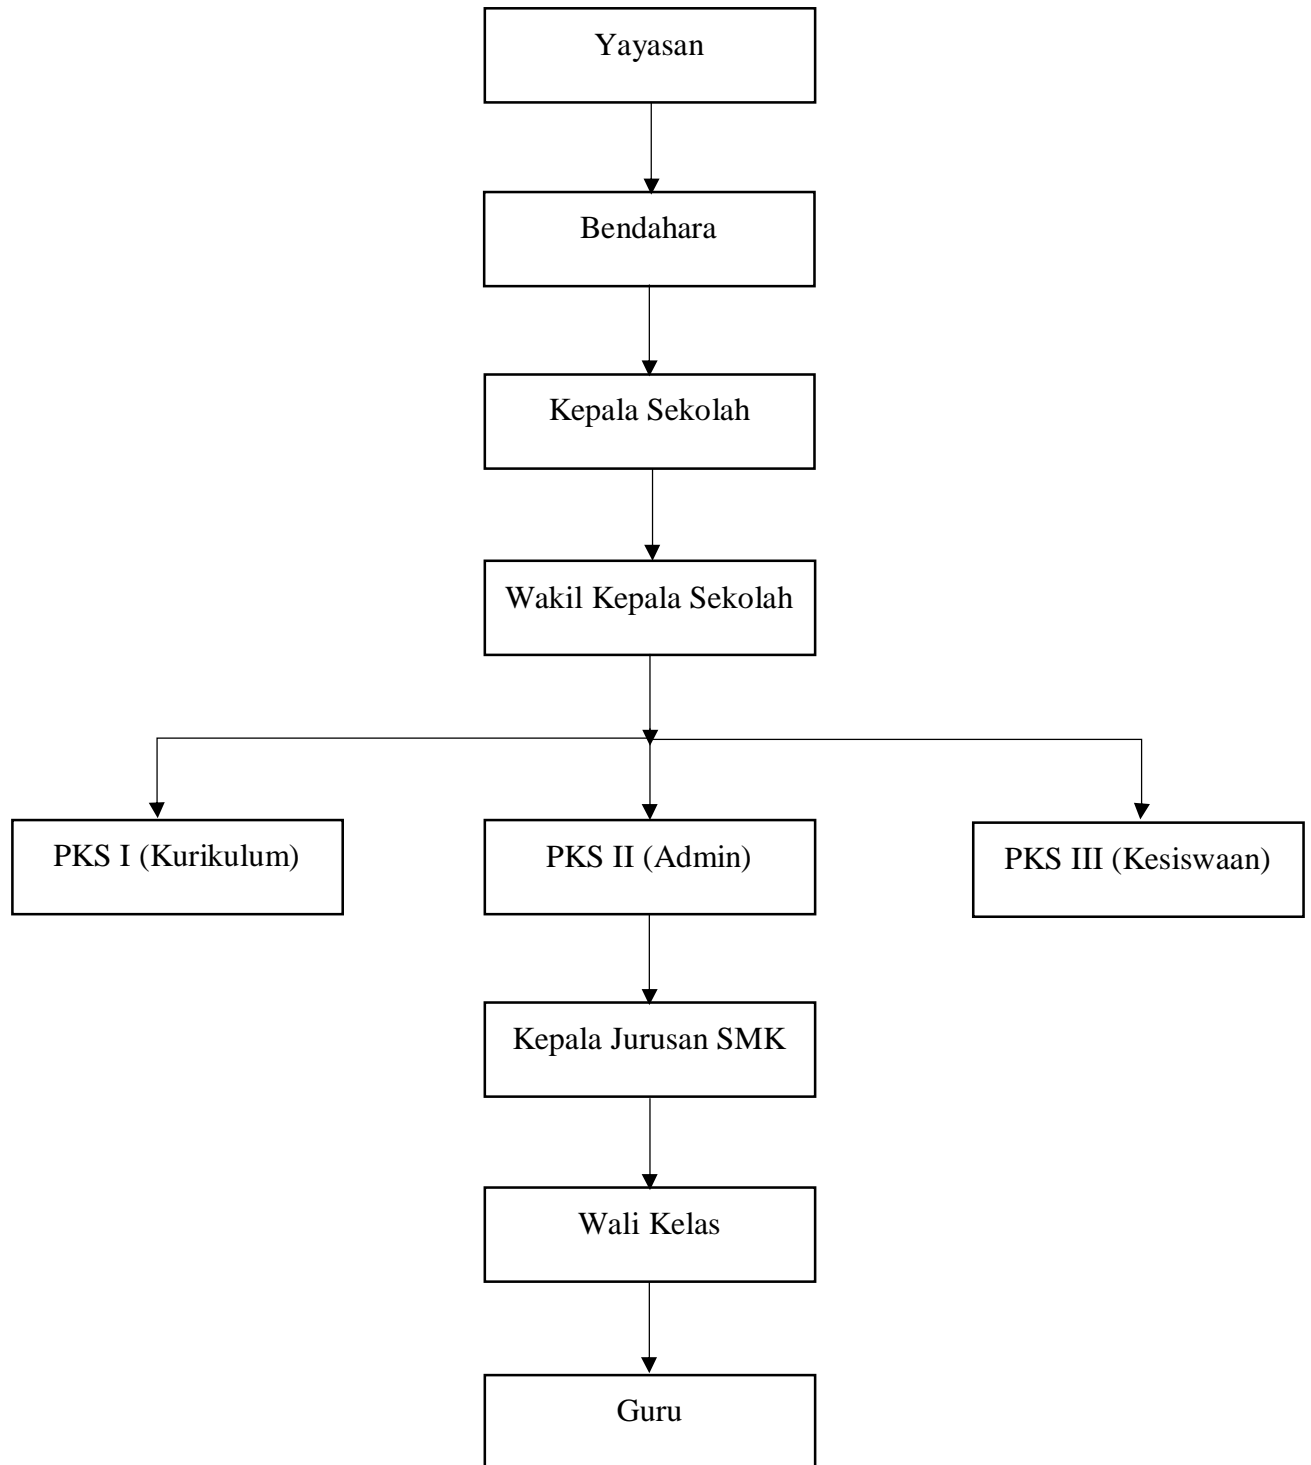 Yayasan
Bendahara
Kepala Sekolah
Wakil Kepala Sekolah
PKS I (Kurikulum)
PKS II (Admin)
PKS III (Kesiswaan)
Kepala Jurusan SMK
Wali Kelas
Guru